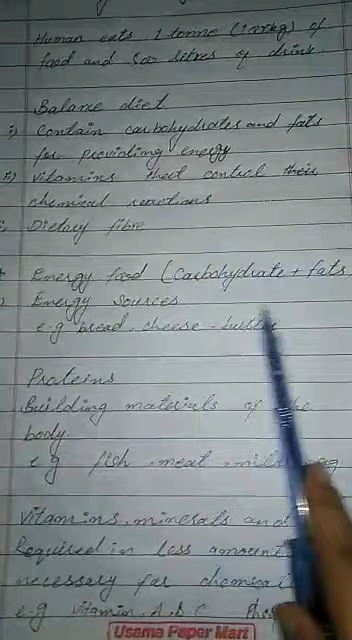 Human eats 1 tonne (1000kg) of
food and 500 litres of drink.
Balance diet
i) Contain carbohydrates and fats
for providing energy
ii) Vitamins that control their
chemical reactions
Dietary fibre
Energy food (Carbohydrate + fats
Energy sources
e.g bread, cheese, butter
Proteins
Building materials of the
body.
e g fish, meat, milk,
Vitamins, minerals and
Required in less amount
necessary for
e.g vitamin A.B.C
Usama Paper Mart